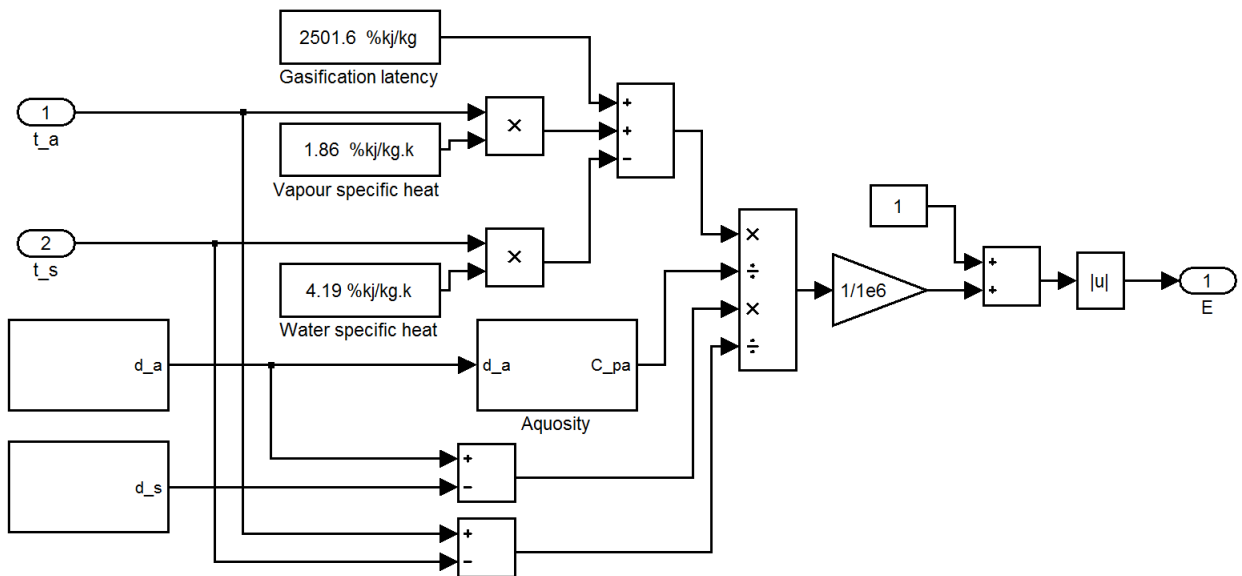 2501.6 %kj/kg
Gasification latency
1
t_a
1.86 %kj/kg.k
Vapour specific heat
×
+
+
−
2
t_s
4.19 %kj/kg.k
Water specific heat
×
d_a
d_a C_pa
Aquosity
d_s
+
−
+
−
×
÷
×
÷
1/1e6
1
+
+
|u|
1
E